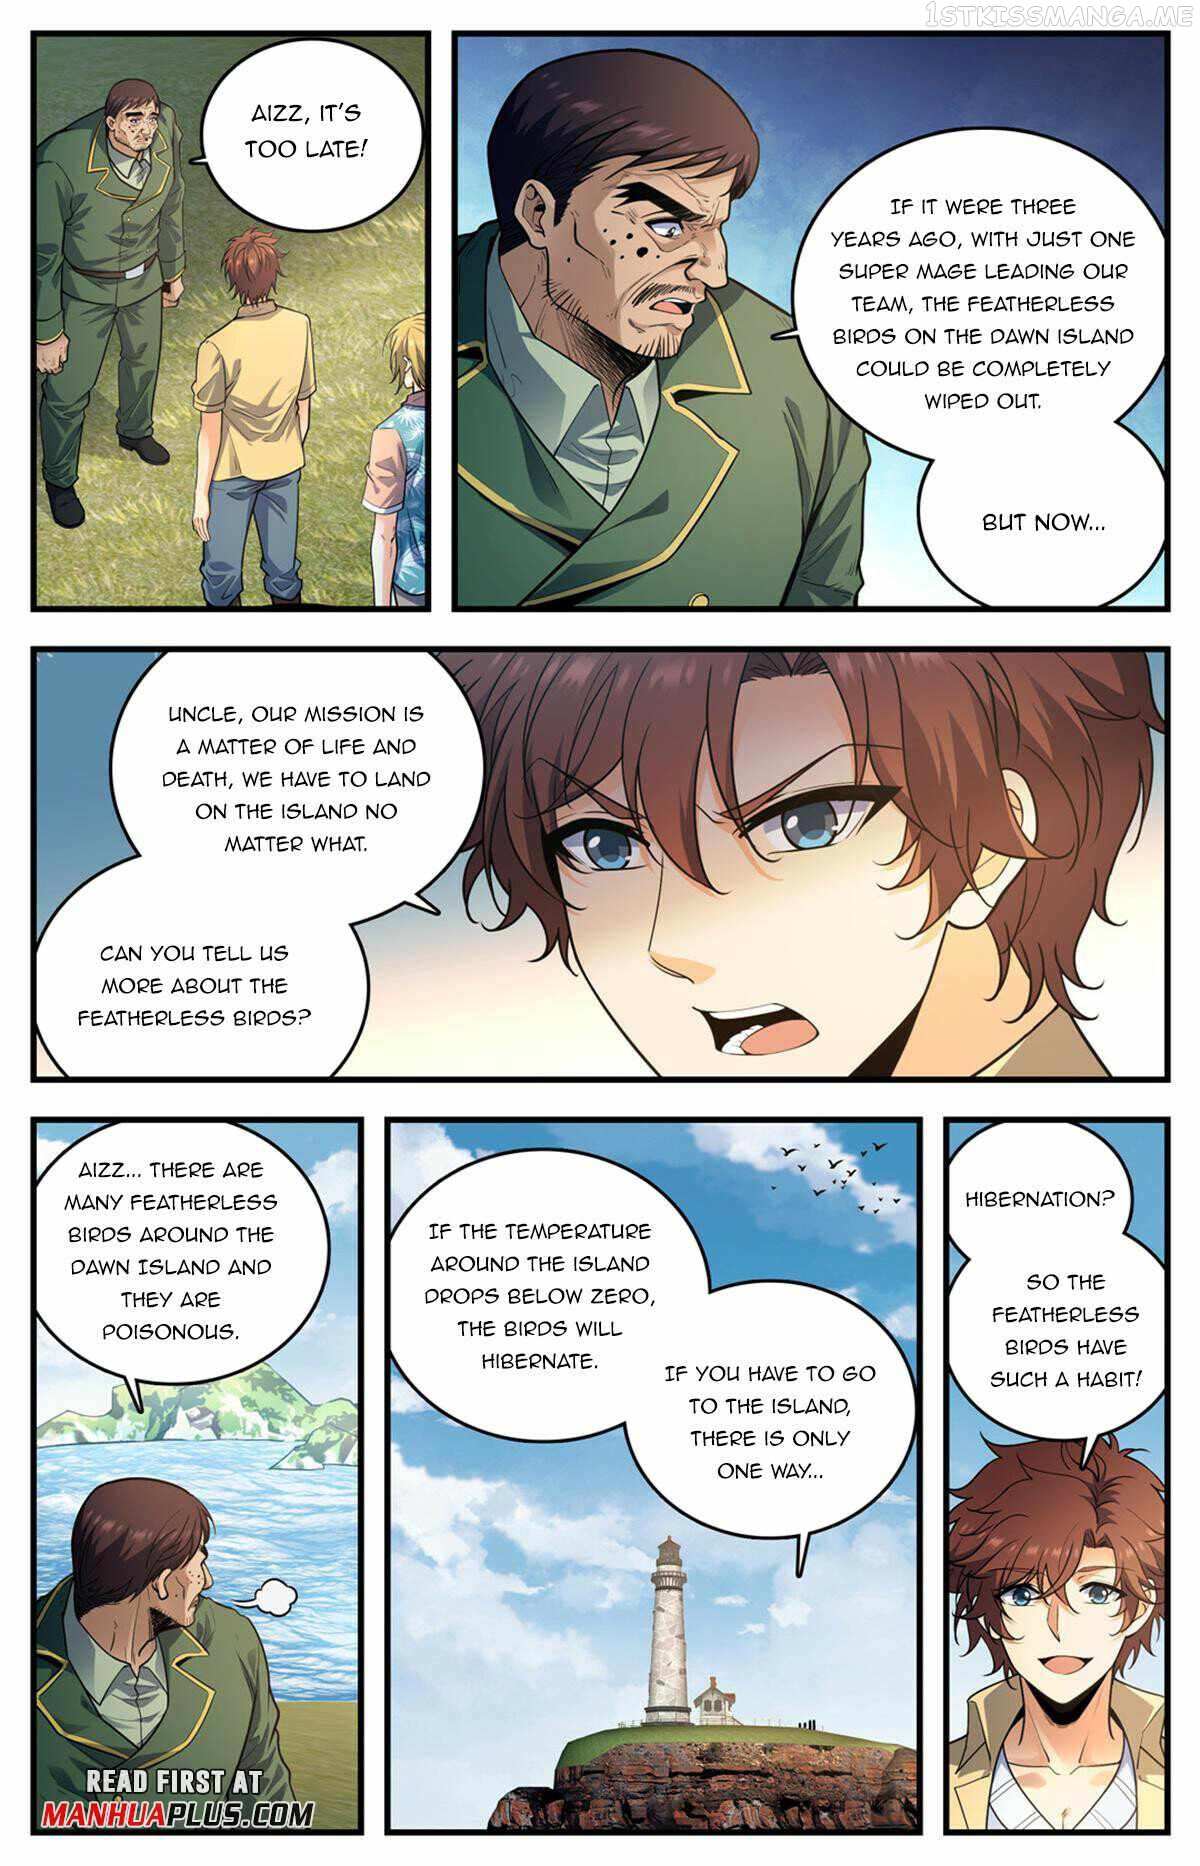 1STKISSMANGA.ME
AIZZ, IT'S
TOO LATE!
IF IT WERE THREE
YEARS AGO, WITH JUST ONE
SUPER MAGE LEADING OUR
TEAM, THE FEATHERLESS
BIRDS ON THE DAWN ISLAND
COULD BE COMPLETELY
WIPED OUT.
BUT NOW...
UNCLE, OUR MISSION IS
A MATTER OF LIFE AND
DEATH, WE HAVE TO LAND
ON THE ISLAND NO
MATTER WHAT.
CAN YOU TELL US
MORE ABOUT THE
FEATHERLESS BIRDS?
AIZZ... THERE ARE
MANY FEATHERLESS
BIRDS AROUND THE
DAWN ISLAND AND
THEY ARE
POISONOUS.
IF THE TEMPERATURE
AROUND THE ISLAND
DROPS BELOW ZERO,
THE BIRDS WILL
HIBERNATE.
IF YOU HAVE TO GO
TO THE ISLAND,
THERE IS ONLY
ONE WAY...
HIBERNATION?
SO THE
FEATHERLESS
BIRDS HAVE
SUCH A HABIT!
READ FIRST AT
MANHUAPLUS.COM